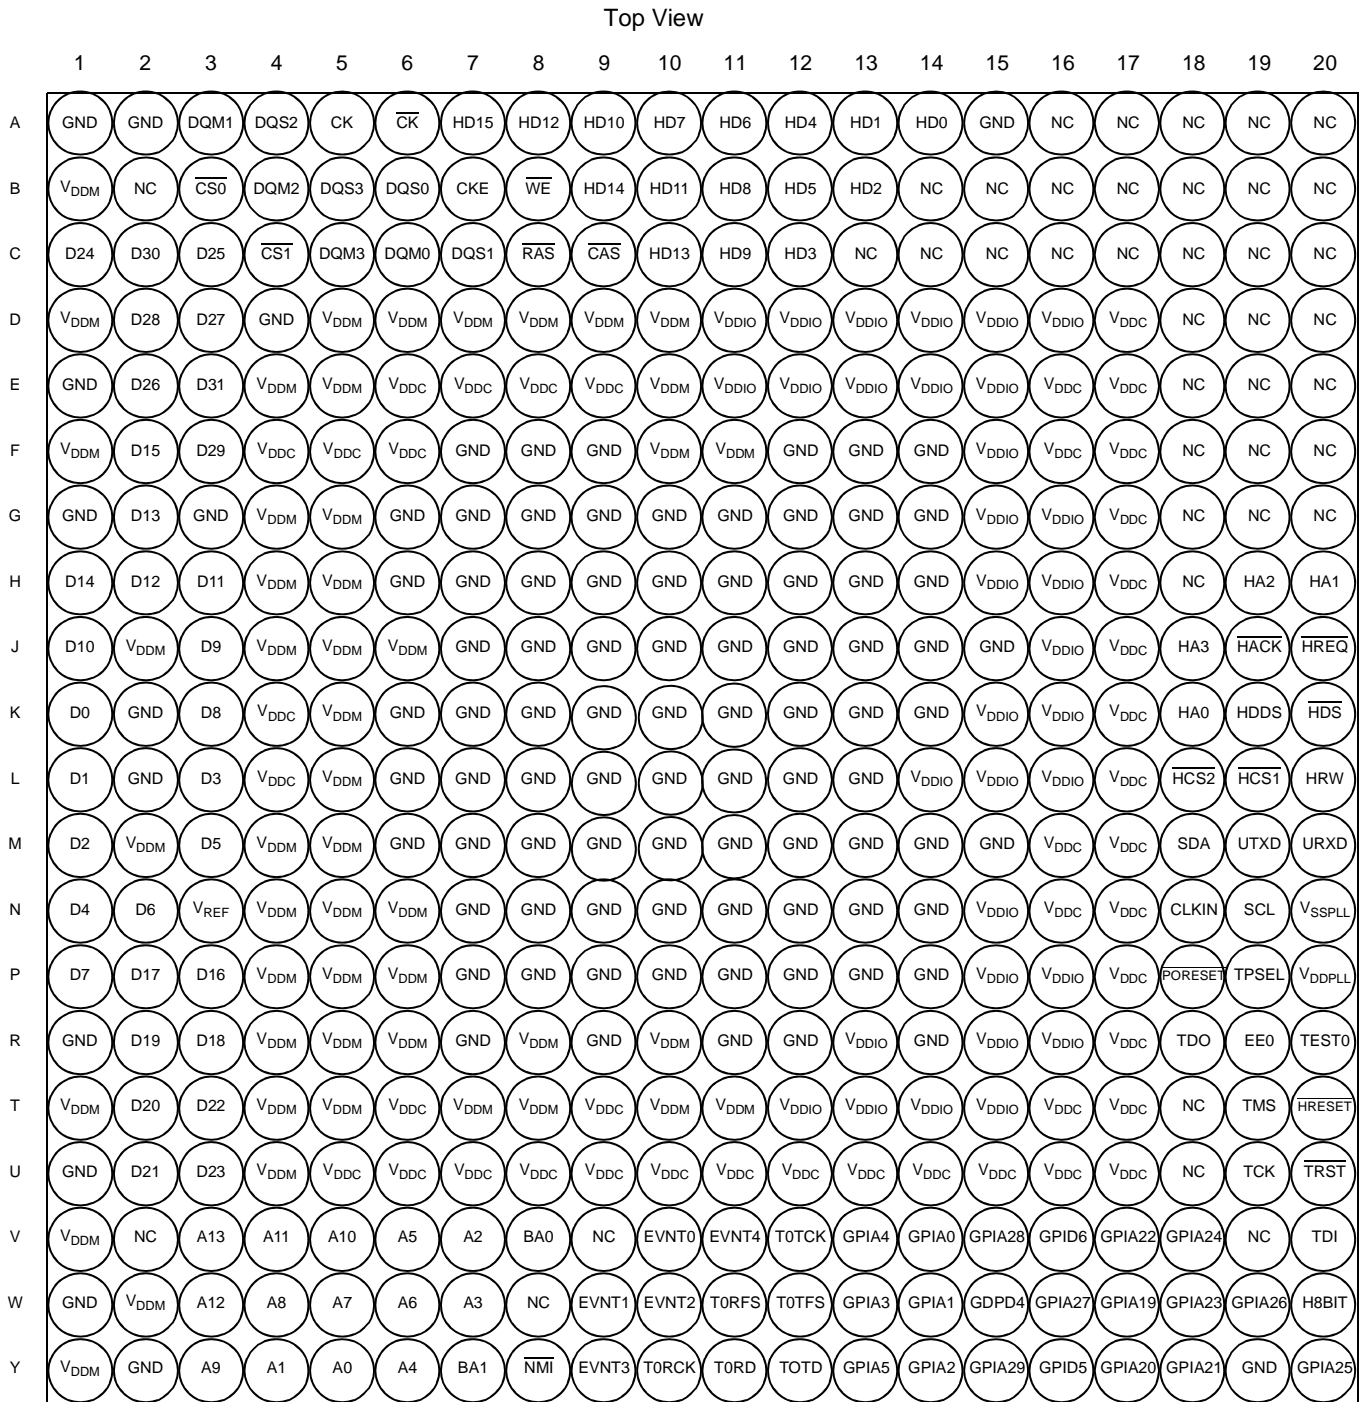 Top View
1 2 3 4 5 6 7 8 9 10 11 12 13 14 15 16 17 18 19 20
A GND GND DQM1 DQS2 CK CK HD15 HD12 HD10 HD7 HD6 HD4 HD1 HD0 GND NC NC NC NC NC
B VDDM NC CS0 DQM2 DQS3 DQS0 CKE WE HD14 HD11 HD8 HD5 HD2 NC NC NC NC NC NC NC
C D24 D30 D25 CS1 DQM3 DQM0 DQS1 RAS CAS HD13 HD9 HD3 NC NC NC NC NC NC NC NC
D VDDM D28 D27 GND VDDM VDDM VDDM VDDM VDDM VDDM VDDIO VDDIO VDDIO VDDIO VDDIO VDDIO VDDC NC NC NC
E GND D26 D31 VDDM VDDM VDDC VDDC VDDC VDDC VDDM VDDIO VDDIO VDDIO VDDIO VDDIO VDDC VDDC NC NC NC
F VDDM D15 D29 VDDC VDDC VDDC GND GND GND VDDM VDDM GND GND GND VDDIO VDDC VDDC NC NC NC
G GND D13 GND VDDM VDDM GND GND GND GND GND GND GND GND GND VDDIO VDDIO VDDC NC NC NC
H D14 D12 D11 VDDM VDDM GND GND GND GND GND GND GND GND GND VDDIO VDDIO VDDC NC HA2 HA1
J D10 VDDM D9 VDDM VDDM VDDM GND GND GND GND GND GND GND GND GND VDDIO VDDC HA3 HACK HREQ
K D0 GND D8 VDDC VDDM GND GND GND GND GND GND GND GND GND VDDIO VDDIO VDDC HA0 HDDS HDS
L D1 GND D3 VDDC VDDM GND GND GND GND GND GND GND GND VDDIO VDDIO VDDIO VDDC HCS2 HCS1 HRW
M D2 VDDM D5 VDDM VDDM GND GND GND GND GND GND GND GND GND GND VDDC VDDC SDA UTXD URXD
N D4 D6 VREF VDDM VDDM VDDM GND GND GND GND GND GND GND GND VDDIO VDDC VDDC CLKIN SCL VSSPLL
P D7 D17 D16 VDDM VDDM VDDM GND GND GND GND GND GND GND GND VDDIO VDDIO VDDC PORESET TPSEL VDDPLL
R GND D19 D18 VDDM VDDM VDDM GND VDDM GND VDDM GND GND VDDIO GND VDDIO VDDIO VDDC TDO EE0 TEST0
T VDDM D20 D22 VDDM VDDM VDDC VDDM VDDM VDDC VDDM VDDM VDDIO VDDIO VDDIO VDDIO VDDC VDDC NC TMS HRESET
U GND D21 D23 VDDM VDDC VDDC VDDC VDDC VDDC VDDC VDDC VDDC VDDC VDDC VDDC VDDC VDDC NC TCK TRST
V VDDM NC A13 A11 A10 A5 A2 BA0 NC EVNT0 EVNT4 T0TCK GPIA4 GPIA0 GPIA28 GPID6 GPIA22 GPIA24 NC TDI
W GND VDDM A12 A8 A7 A6 A3 NC EVNT1 EVNT2 T0RFS T0TFS GPIA3 GPIA1 GDPD4 GPIA27 GPIA19 GPIA23 GPIA26 H8BIT
Y VDDM GND A9 A1 A0 A4 BA1 NMI EVNT3 T0RCK T0RD TOTD GPIA5 GPIA2 GPIA29 GPID5 GPIA20 GPIA21 GND GPIA25